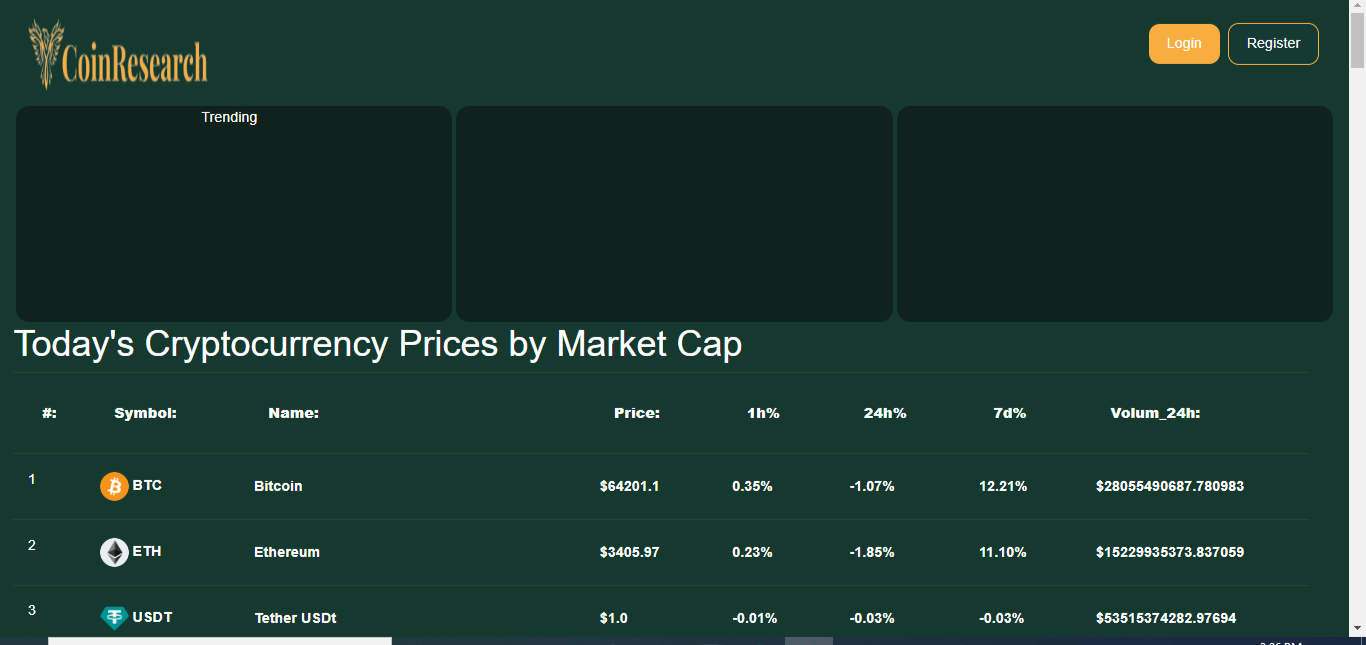 CoinResearch
Login
Register
Trending
Today's Cryptocurrency Prices by Market Cap
#: Symbol: Name: Price: 1h% 24h% 7d% Volum_24h:
1 BTC Bitcoin $64201.1 0.35% -1.07% 12.21% $28055490687.780983
2 ETH Ethereum $3405.97 0.23% -1.85% 11.10% $15229935373.837059
3 USDT Tether USDt $1.0 -0.01% -0.03% -0.03% $53515374282.97694